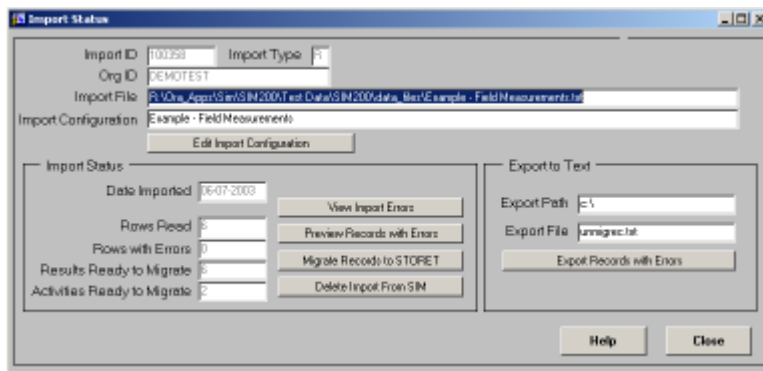 Import Status
Import ID 100358 Import Type R
Org ID DEMOTEST
Import File R:\Ora_Apps\Sim\SIM200\Test Data\SIM200\data_files\Example - Field Measurements.txt
Import Configuration Example - Field Measurements
Edit Import Configuration
Import Status
Date Imported 06-07-2003
Rows Read 6
Rows with Errors 0
Results Ready to Migrate 6
Activities Ready to Migrate 2
View Import Errors
Preview Records with Errors
Migrate Records to STORET
Delete Import From SIM
Export to Text
Export Path c:\
Export File unmigrec.txt
Export Records with Errors
Help Close